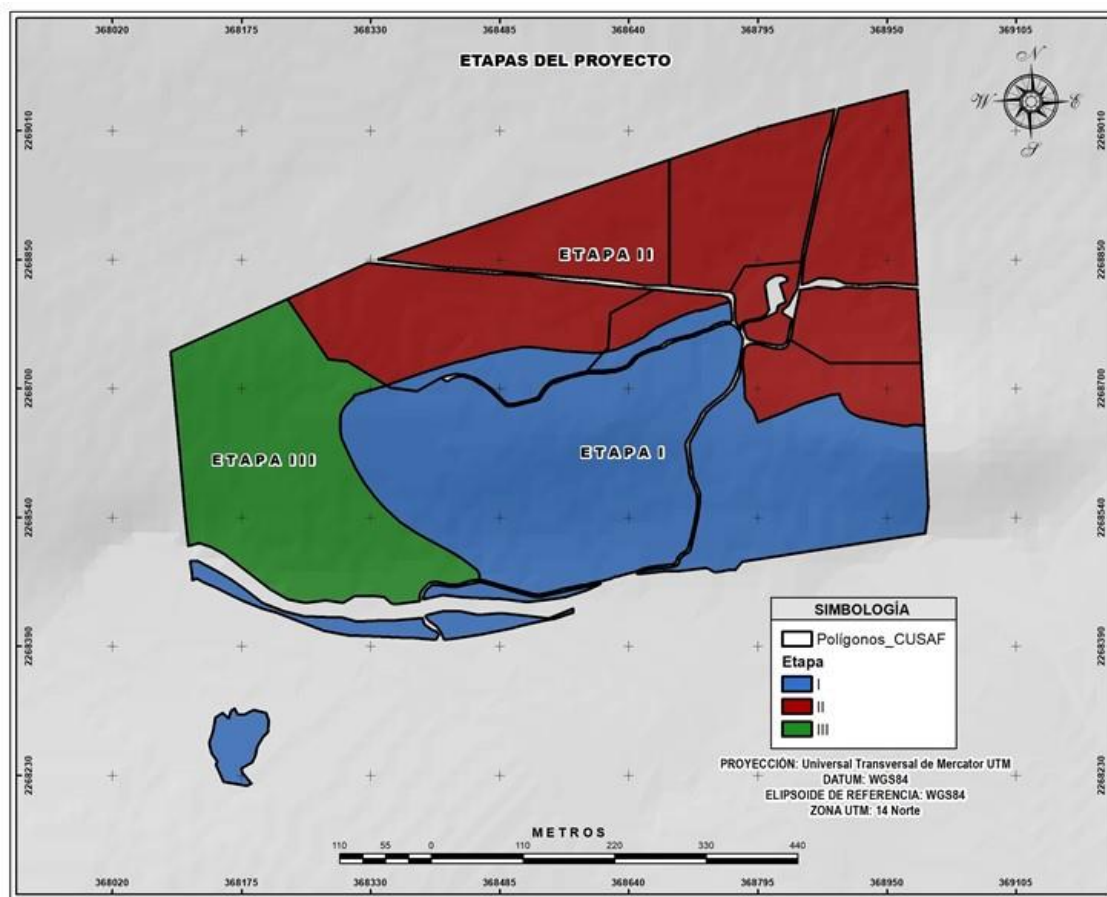 368020 368175 368330 368485 368640 368795 368950 369105
ETAPAS DEL PROYECTO
N
W E
S
2269010 2269010
2268850 2268850
ETAPA II
2268700 2268700
ETAPA I
ETAPA III
2268540 2268540
SIMBOLOGÍA
Polígonos_CUSAF
2268390 2268390
Etapa
I
II
III
2268230 2268230
PROYECCIÓN: Universal Transversal de Mercator UTM
DATUM: WGS84
ELIPSOIDE DE REFERENCIA: WGS84
ZONA UTM: 14 Norte
METROS
110 55 0 110 220 330 440
368020 368175 368330 368485 368640 368795 368950 369105